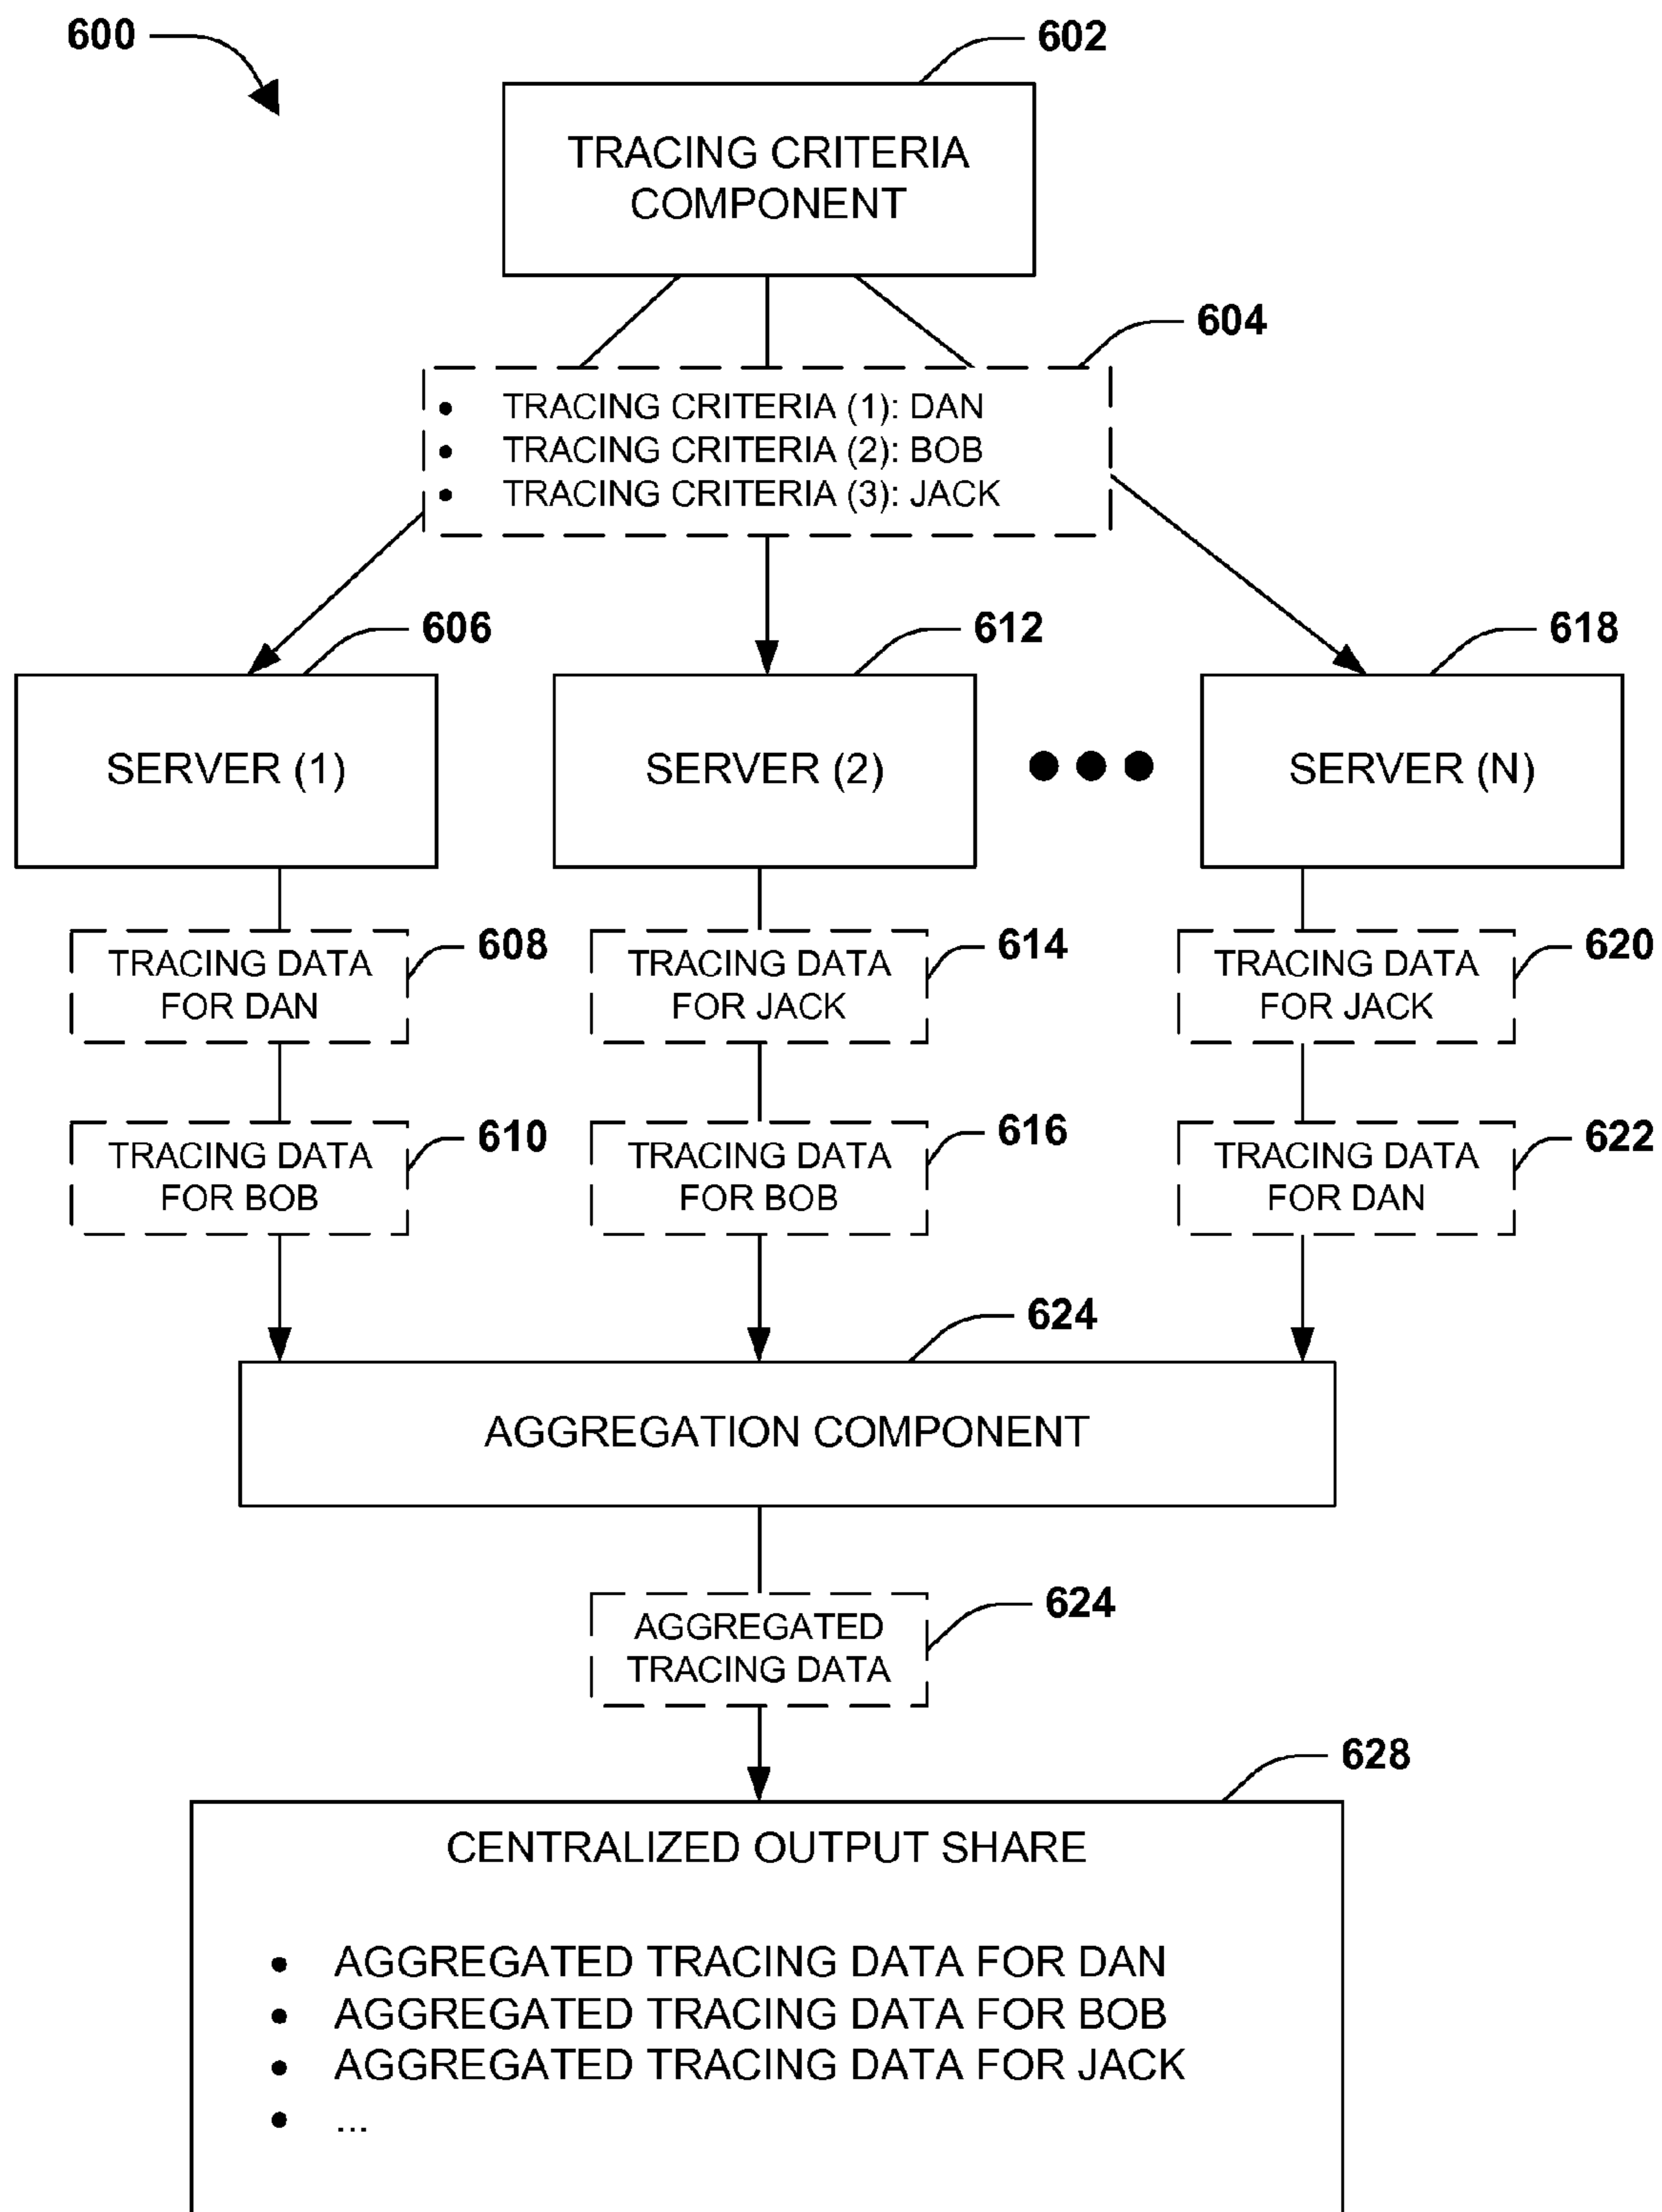 600
602
TRACING CRITERIA
COMPONENT
604
• TRACING CRITERIA (1): DAN
• TRACING CRITERIA (2): BOB
• TRACING CRITERIA (3): JACK
606
612
618
SERVER (1)
SERVER (2)
SERVER (N)
608
TRACING DATA
FOR DAN
614
TRACING DATA
FOR JACK
620
TRACING DATA
FOR JACK
610
TRACING DATA
FOR BOB
616
TRACING DATA
FOR BOB
622
TRACING DATA
FOR DAN
624
AGGREGATION COMPONENT
624
AGGREGATED
TRACING DATA
628
CENTRALIZED OUTPUT SHARE
• AGGREGATED TRACING DATA FOR DAN
• AGGREGATED TRACING DATA FOR BOB
• AGGREGATED TRACING DATA FOR JACK
• ...